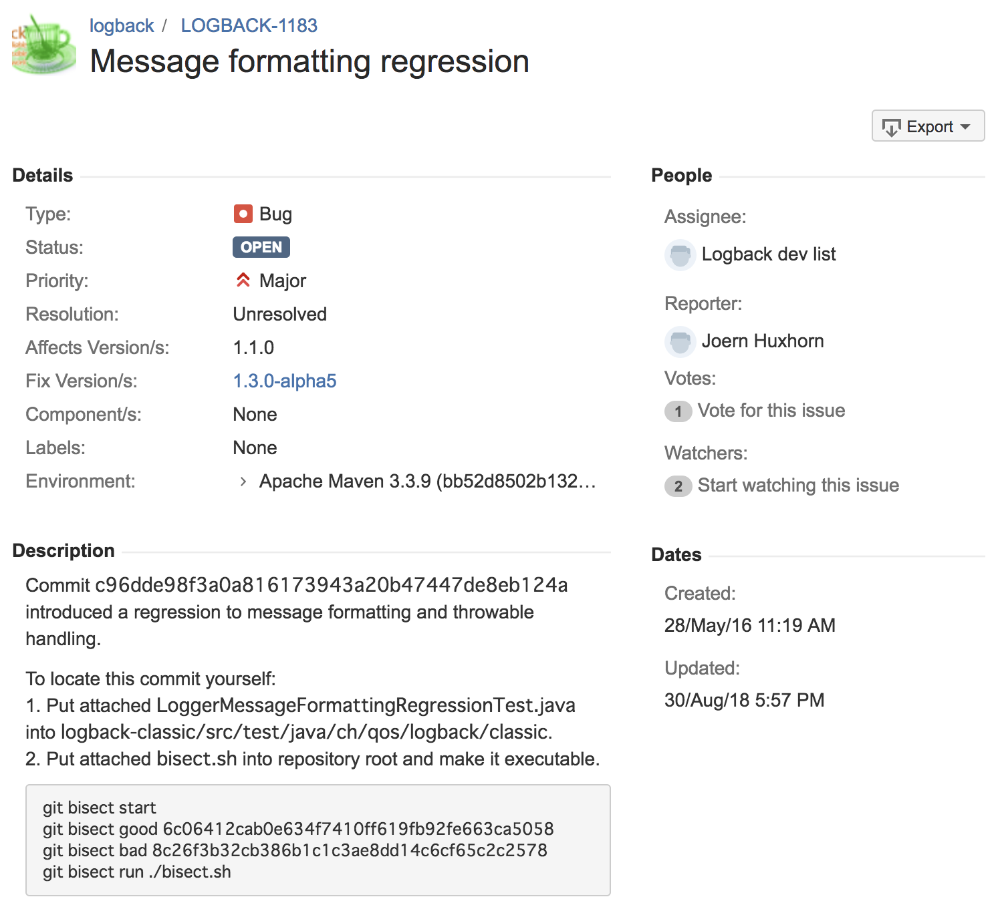 logback / LOGBACK-1183
Message formatting regression
Export
Details
Type: Bug
Status: OPEN
Priority: Major
Resolution: Unresolved
Affects Version/s: 1.1.0
Fix Version/s: 1.3.0-alpha5
Component/s: None
Labels: None
Environment: Apache Maven 3.3.9 (bb52d8502b132…
Description
Commit c96dde98f3a0a816173943a20b47447de8eb124a
introduced a regression to message formatting and throwable
handling.
To locate this commit yourself:
1. Put attached LoggerMessageFormattingRegressionTest.java
into logback-classic/src/test/java/ch/qos/logback/classic.
2. Put attached bisect.sh into repository root and make it executable.
git bisect start
git bisect good 6c06412cab0e634f7410ff619fb92fe663ca5058
git bisect bad 8c26f3b32cb386b1c1c3ae8dd14c6cf65c2c2578
git bisect run ./bisect.sh
People
Assignee:
Logback dev list
Reporter:
Joern Huxhorn
Votes:
1 Vote for this issue
Watchers:
2 Start watching this issue
Dates
Created:
28/May/16 11:19 AM
Updated:
30/Aug/18 5:57 PM